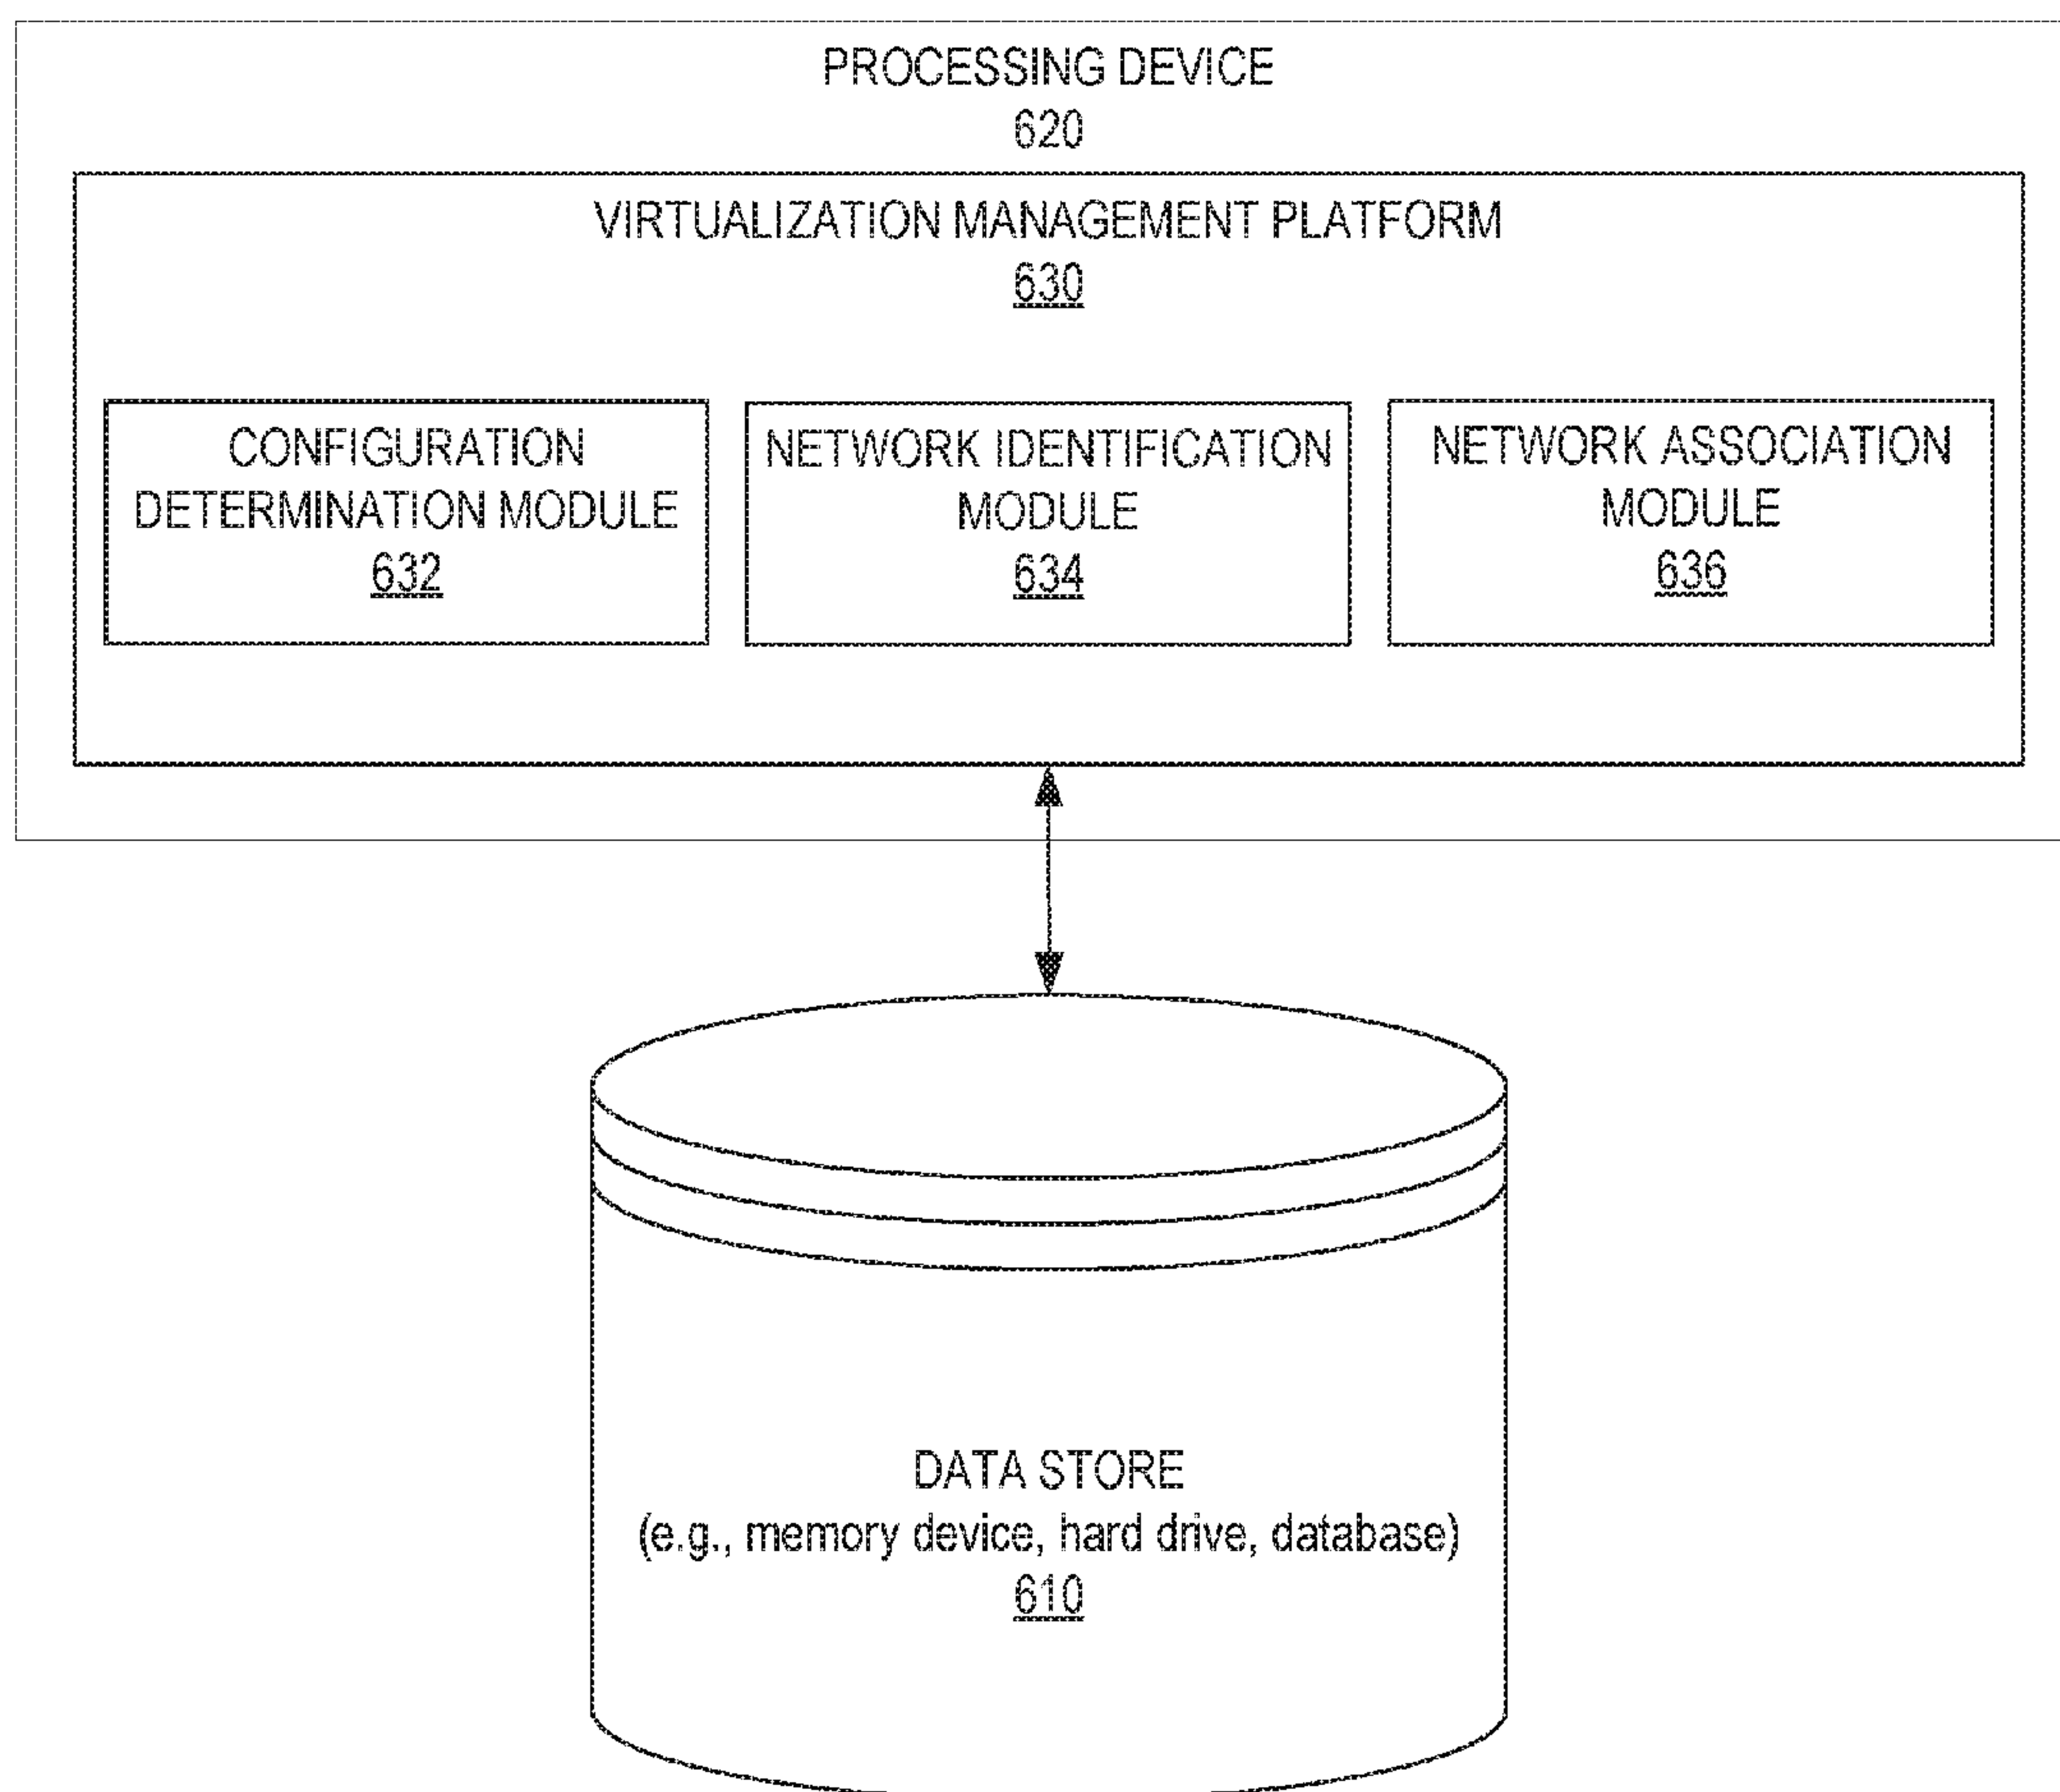 PROCESSING DEVICE
620
VIRTUALIZATION MANAGEMENT PLATFORM
630
CONFIGURATION
DETERMINATION MODULE
632
NETWORK IDENTIFICATION
MODULE
634
NETWORK ASSOCIATION
MODULE
636
DATA STORE
(e.g., memory device, hard drive, database)
610